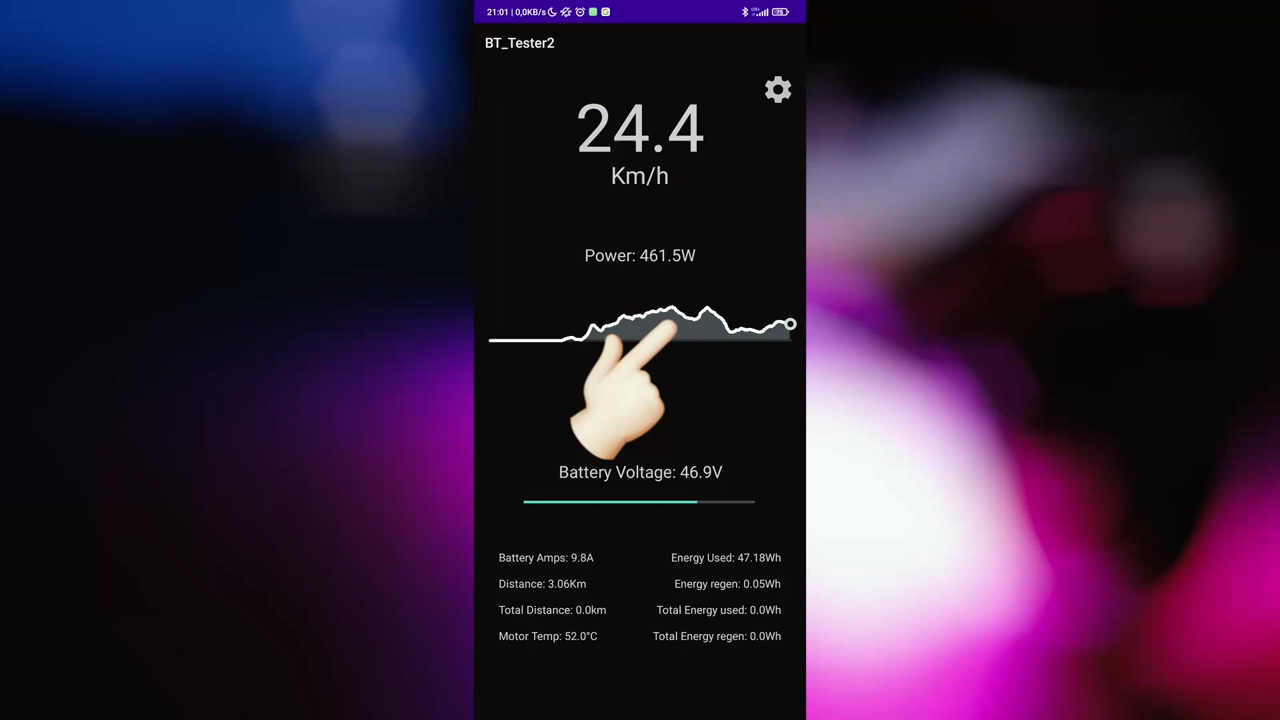 21:01 | 0,0KB/s
BT_Tester2
24.4
Km/h
Power: 461.5W
Battery Voltage: 46.9V
Battery Amps: 9.8A
Energy Used: 47.18Wh
Distance: 3.06Km
Energy regen: 0.05Wh
Total Distance: 0.0km
Total Energy used: 0.0Wh
Motor Temp: 52.0°C
Total Energy regen: 0.0Wh